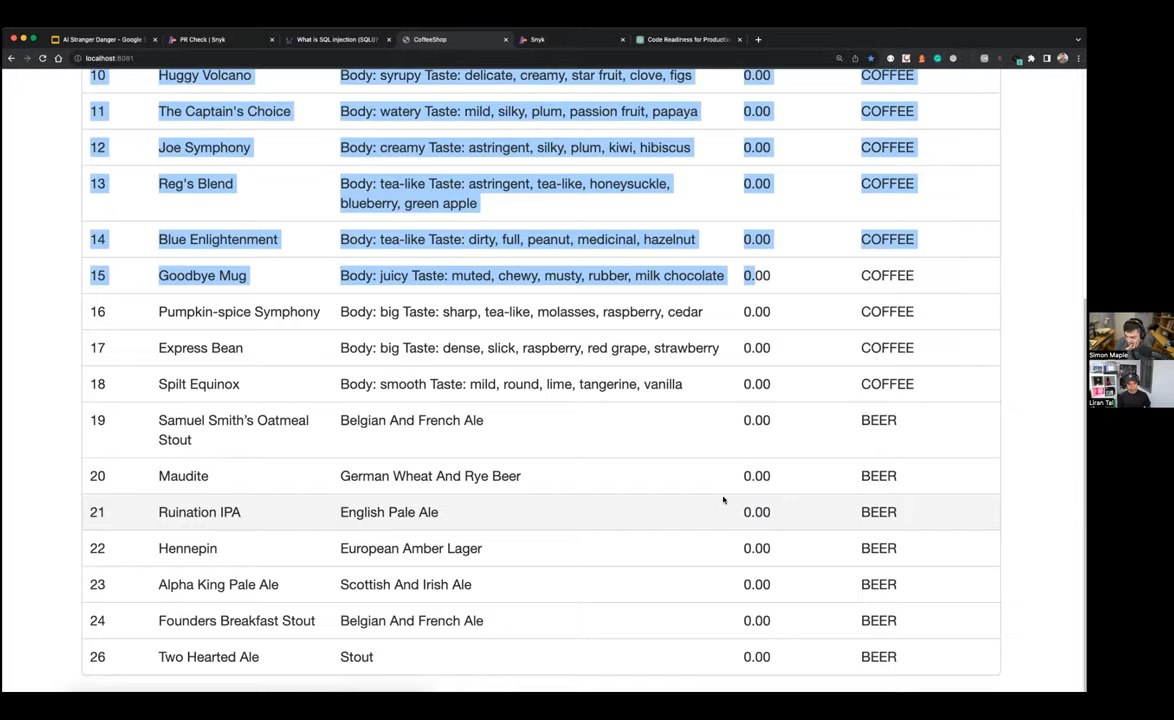 AI Stranger Danger - Google S
PR Check | Snyk
What is SQL injection (SQLi)?
CoffeeShop
Snyk
Code Readiness for Productio
localhost:8081
10 Huggy Volcano Body: syrupy Taste: delicate, creamy, star fruit, clove, figs 0.00 COFFEE
11 The Captain's Choice Body: watery Taste: mild, silky, plum, passion fruit, papaya 0.00 COFFEE
12 Joe Symphony Body: creamy Taste: astringent, silky, plum, kiwi, hibiscus 0.00 COFFEE
13 Reg's Blend Body: tea-like Taste: astringent, tea-like, honeysuckle, 0.00 COFFEE
blueberry, green apple
14 Blue Enlightenment Body: tea-like Taste: dirty, full, peanut, medicinal, hazelnut 0.00 COFFEE
15 Goodbye Mug Body: juicy Taste: muted, chewy, musty, rubber, milk chocolate 0.00 COFFEE
16 Pumpkin-spice Symphony Body: big Taste: sharp, tea-like, molasses, raspberry, cedar 0.00 COFFEE
17 Express Bean Body: big Taste: dense, slick, raspberry, red grape, strawberry 0.00 COFFEE
18 Spilt Equinox Body: smooth Taste: mild, round, lime, tangerine, vanilla 0.00 COFFEE
19 Samuel Smith's Oatmeal Belgian And French Ale 0.00 BEER
Stout
20 Maudite German Wheat And Rye Beer 0.00 BEER
21 Ruination IPA English Pale Ale 0.00 BEER
22 Hennepin European Amber Lager 0.00 BEER
23 Alpha King Pale Ale Scottish And Irish Ale 0.00 BEER
24 Founders Breakfast Stout Belgian And French Ale 0.00 BEER
26 Two Hearted Ale Stout 0.00 BEER
Simon Maple
Liran Tal